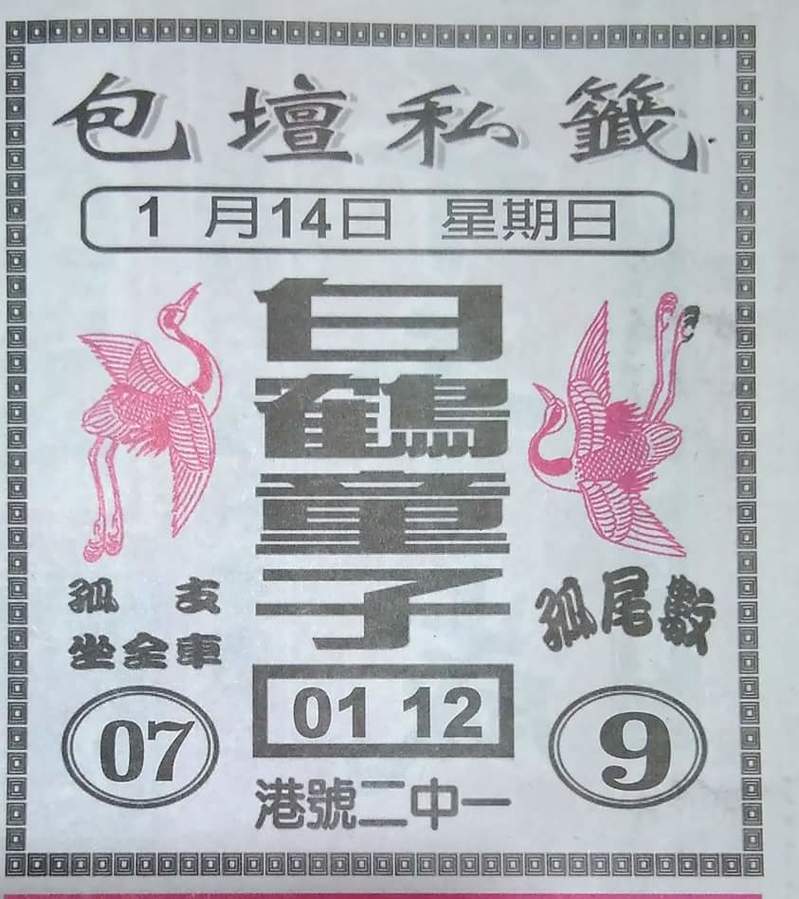 包壇私籤
1 月14日 星期日
白鶴童子
孤 支
坐全車
07
01 12
港號二中一
孤尾數
9